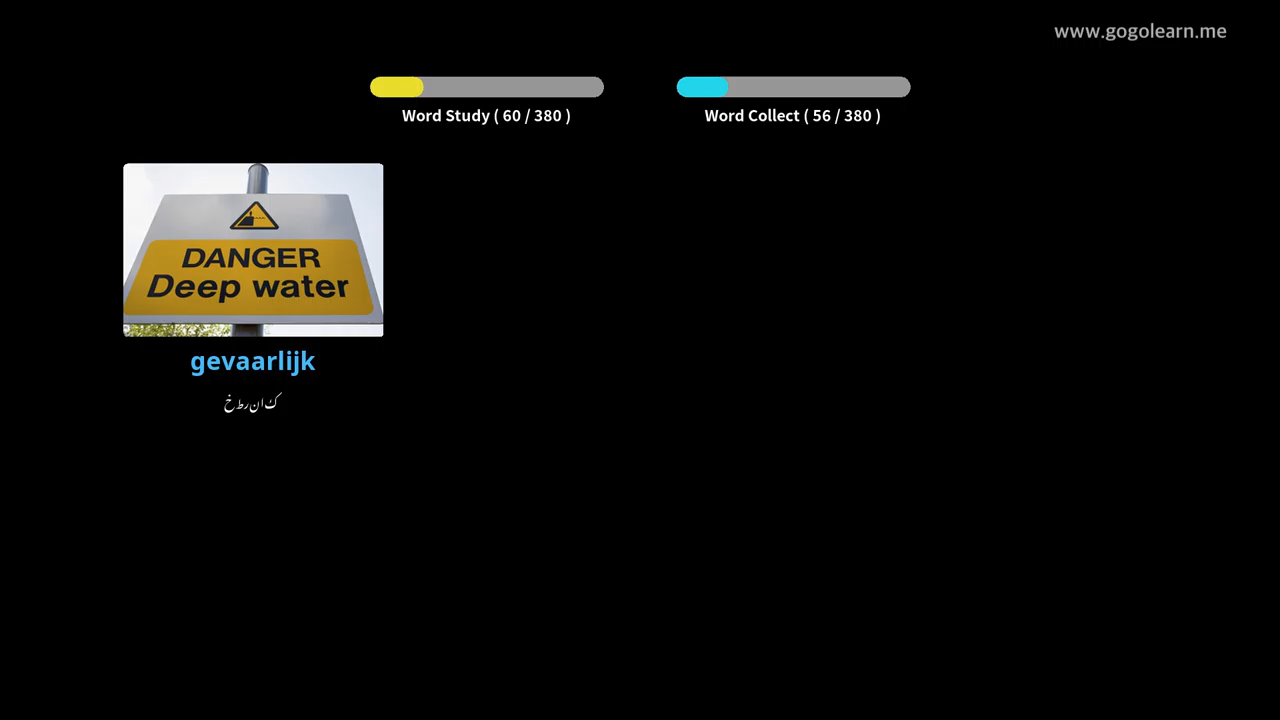 www.gogolearn.me
Word Study ( 60 / 380 )
Word Collect ( 56 / 380 )
DANGER
Deep water
gevaarlijk
خطرناک